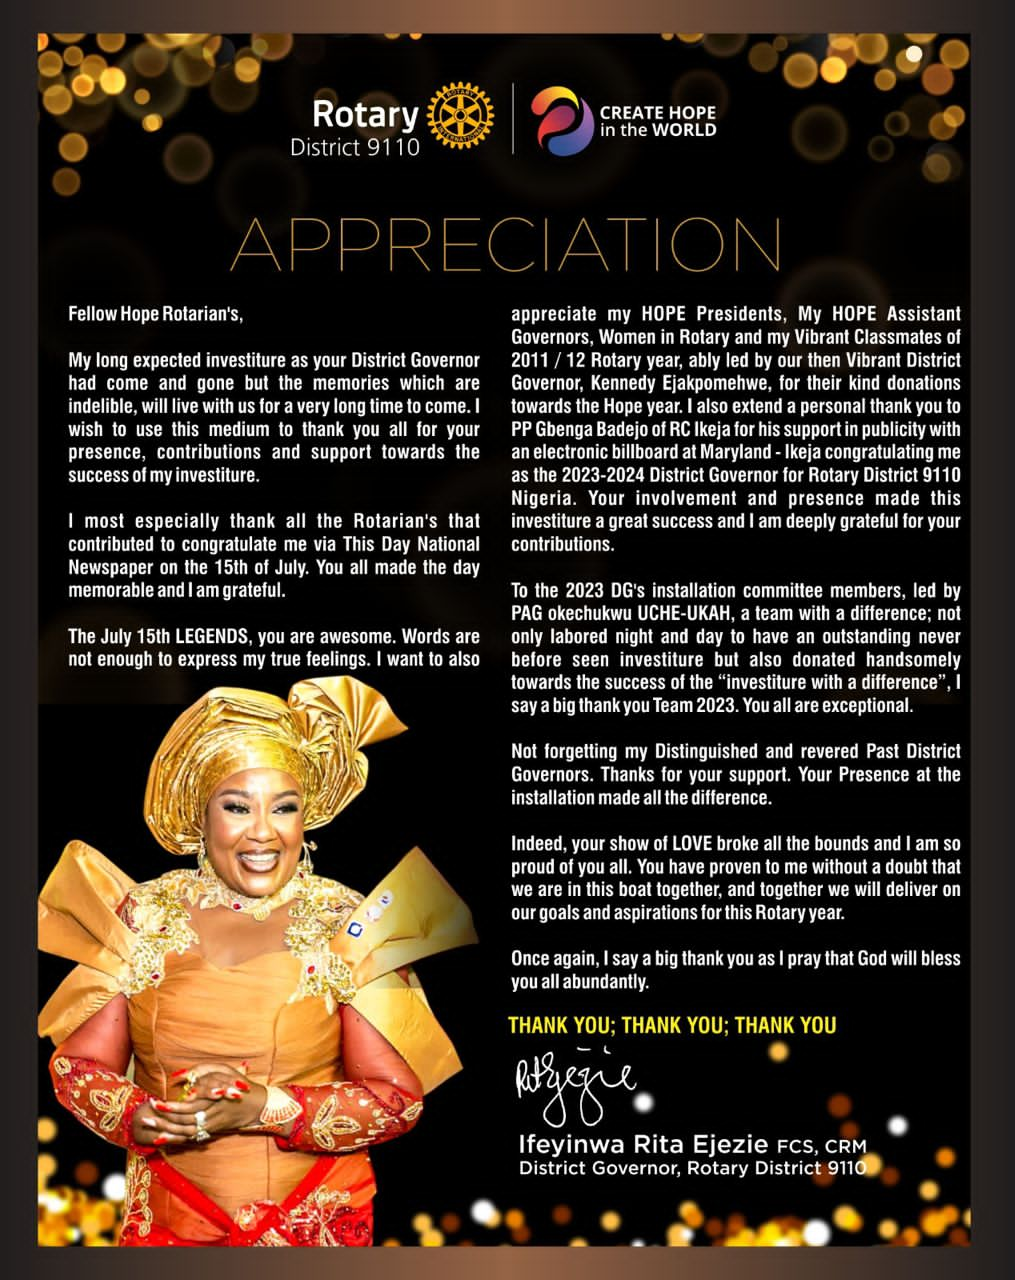 Rotary
District 9110
ROTARY
INTERNATIONAL
CREATE HOPE
in the WORLD
APPRECIATION
Fellow Hope Rotarian's,
My long expected investiture as your District Governor
had come and gone but the memories which are
indelible, will live with us for a very long time to come. I
wish to use this medium to thank you all for your
presence, contributions and support towards the
success of my investiture.
I most especially thank all the Rotarian's that
contributed to congratulate me via This Day National
Newspaper on the 15th of July. You all made the day
memorable and I am grateful.
The July 15th LEGENDS, you are awesome. Words are
not enough to express my true feelings. I want to also
appreciate my HOPE Presidents, My HOPE Assistant
Governors, Women in Rotary and my Vibrant Classmates of
2011 / 12 Rotary year, ably led by our then Vibrant District
Governor, Kennedy Ejakpomehwe, for their kind donations
towards the Hope year. I also extend a personal thank you to
PP Gbenga Badejo of RC Ikeja for his support in publicity with
an electronic billboard at Maryland - Ikeja congratulating me
as the 2023-2024 District Governor for Rotary District 9110
Nigeria. Your involvement and presence made this
investiture a great success and I am deeply grateful for your
contributions.
To the 2023 DG's installation committee members, led by
PAG okechukwu UCHE-UKAH, a team with a difference; not
only labored night and day to have an outstanding never
before seen investiture but also donated handsomely
towards the success of the “investiture with a difference”, I
say a big thank you Team 2023. You all are exceptional.
Not forgetting my Distinguished and revered Past District
Governors. Thanks for your support. Your Presence at the
installation made all the difference.
Indeed, your show of LOVE broke all the bounds and I am so
proud of you all. You have proven to me without a doubt that
we are in this boat together, and together we will deliver on
our goals and aspirations for this Rotary year.
Once again, I say a big thank you as I pray that God will bless
you all abundantly.
THANK YOU; THANK YOU; THANK YOU
Ifeyinwa Rita Ejezie FCS, CRM
District Governor, Rotary District 9110